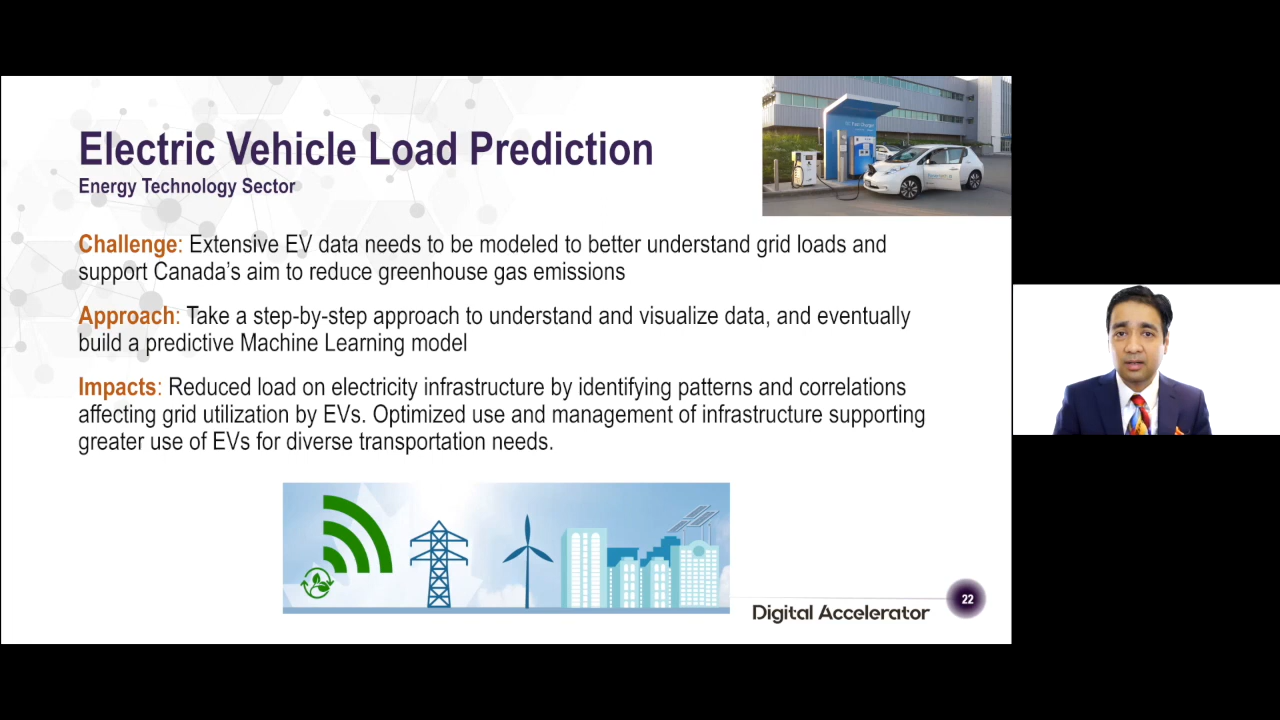 Electric Vehicle Load Prediction
Energy Technology Sector
Challenge: Extensive EV data needs to be modeled to better understand grid loads and
support Canada's aim to reduce greenhouse gas emissions
Approach: Take a step-by-step approach to understand and visualize data, and eventually
build a predictive Machine Learning model
Impacts: Reduced load on electricity infrastructure by identifying patterns and correlations
affecting grid utilization by EVs. Optimized use and management of infrastructure supporting
greater use of EVs for diverse transportation needs.
Digital Accelerator
22